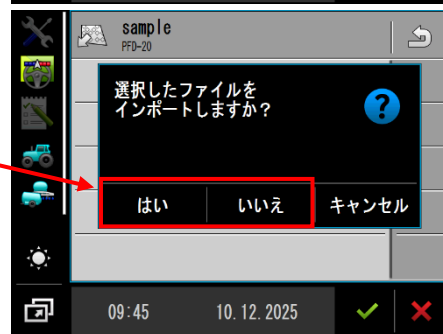 sample
PFD-20
選択したファイルを
インポートしますか？
はい
いいえ
キャンセル
09:45
10. 12. 2025